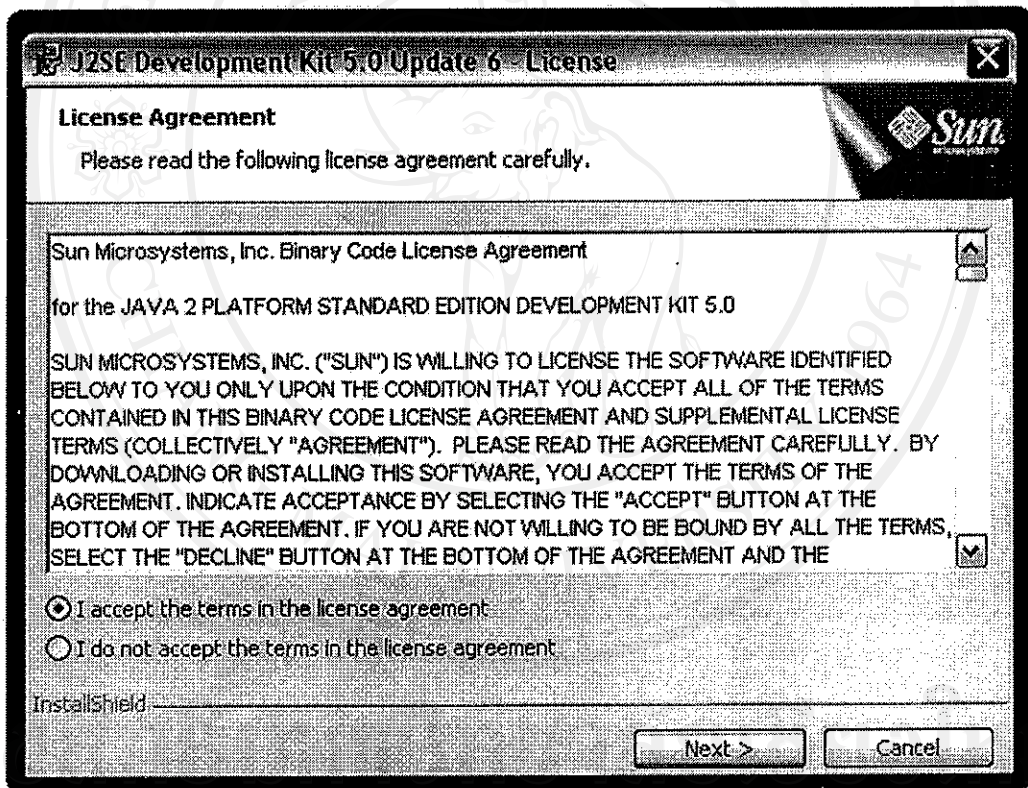 J2SE Development Kit 5.0 Update 6 - License
License Agreement
Please read the following license agreement carefully.
Sun
Sun Microsystems, Inc. Binary Code License Agreement
for the JAVA 2 PLATFORM STANDARD EDITION DEVELOPMENT KIT 5.0
SUN MICROSYSTEMS, INC. ("SUN") IS WILLING TO LICENSE THE SOFTWARE IDENTIFIED
BELOW TO YOU ONLY UPON THE CONDITION THAT YOU ACCEPT ALL OF THE TERMS
CONTAINED IN THIS BINARY CODE LICENSE AGREEMENT AND SUPPLEMENTAL LICENSE
TERMS (COLLECTIVELY "AGREEMENT"). PLEASE READ THE AGREEMENT CAREFULLY. BY
DOWNLOADING OR INSTALLING THIS SOFTWARE, YOU ACCEPT THE TERMS OF THE
AGREEMENT. INDICATE ACCEPTANCE BY SELECTING THE "ACCEPT" BUTTON AT THE
BOTTOM OF THE AGREEMENT. IF YOU ARE NOT WILLING TO BE BOUND BY ALL THE TERMS,
SELECT THE "DECLINE" BUTTON AT THE BOTTOM OF THE AGREEMENT AND THE
I accept the terms in the license agreement
I do not accept the terms in the license agreement
InstallShield
Next >
Cancel
1964